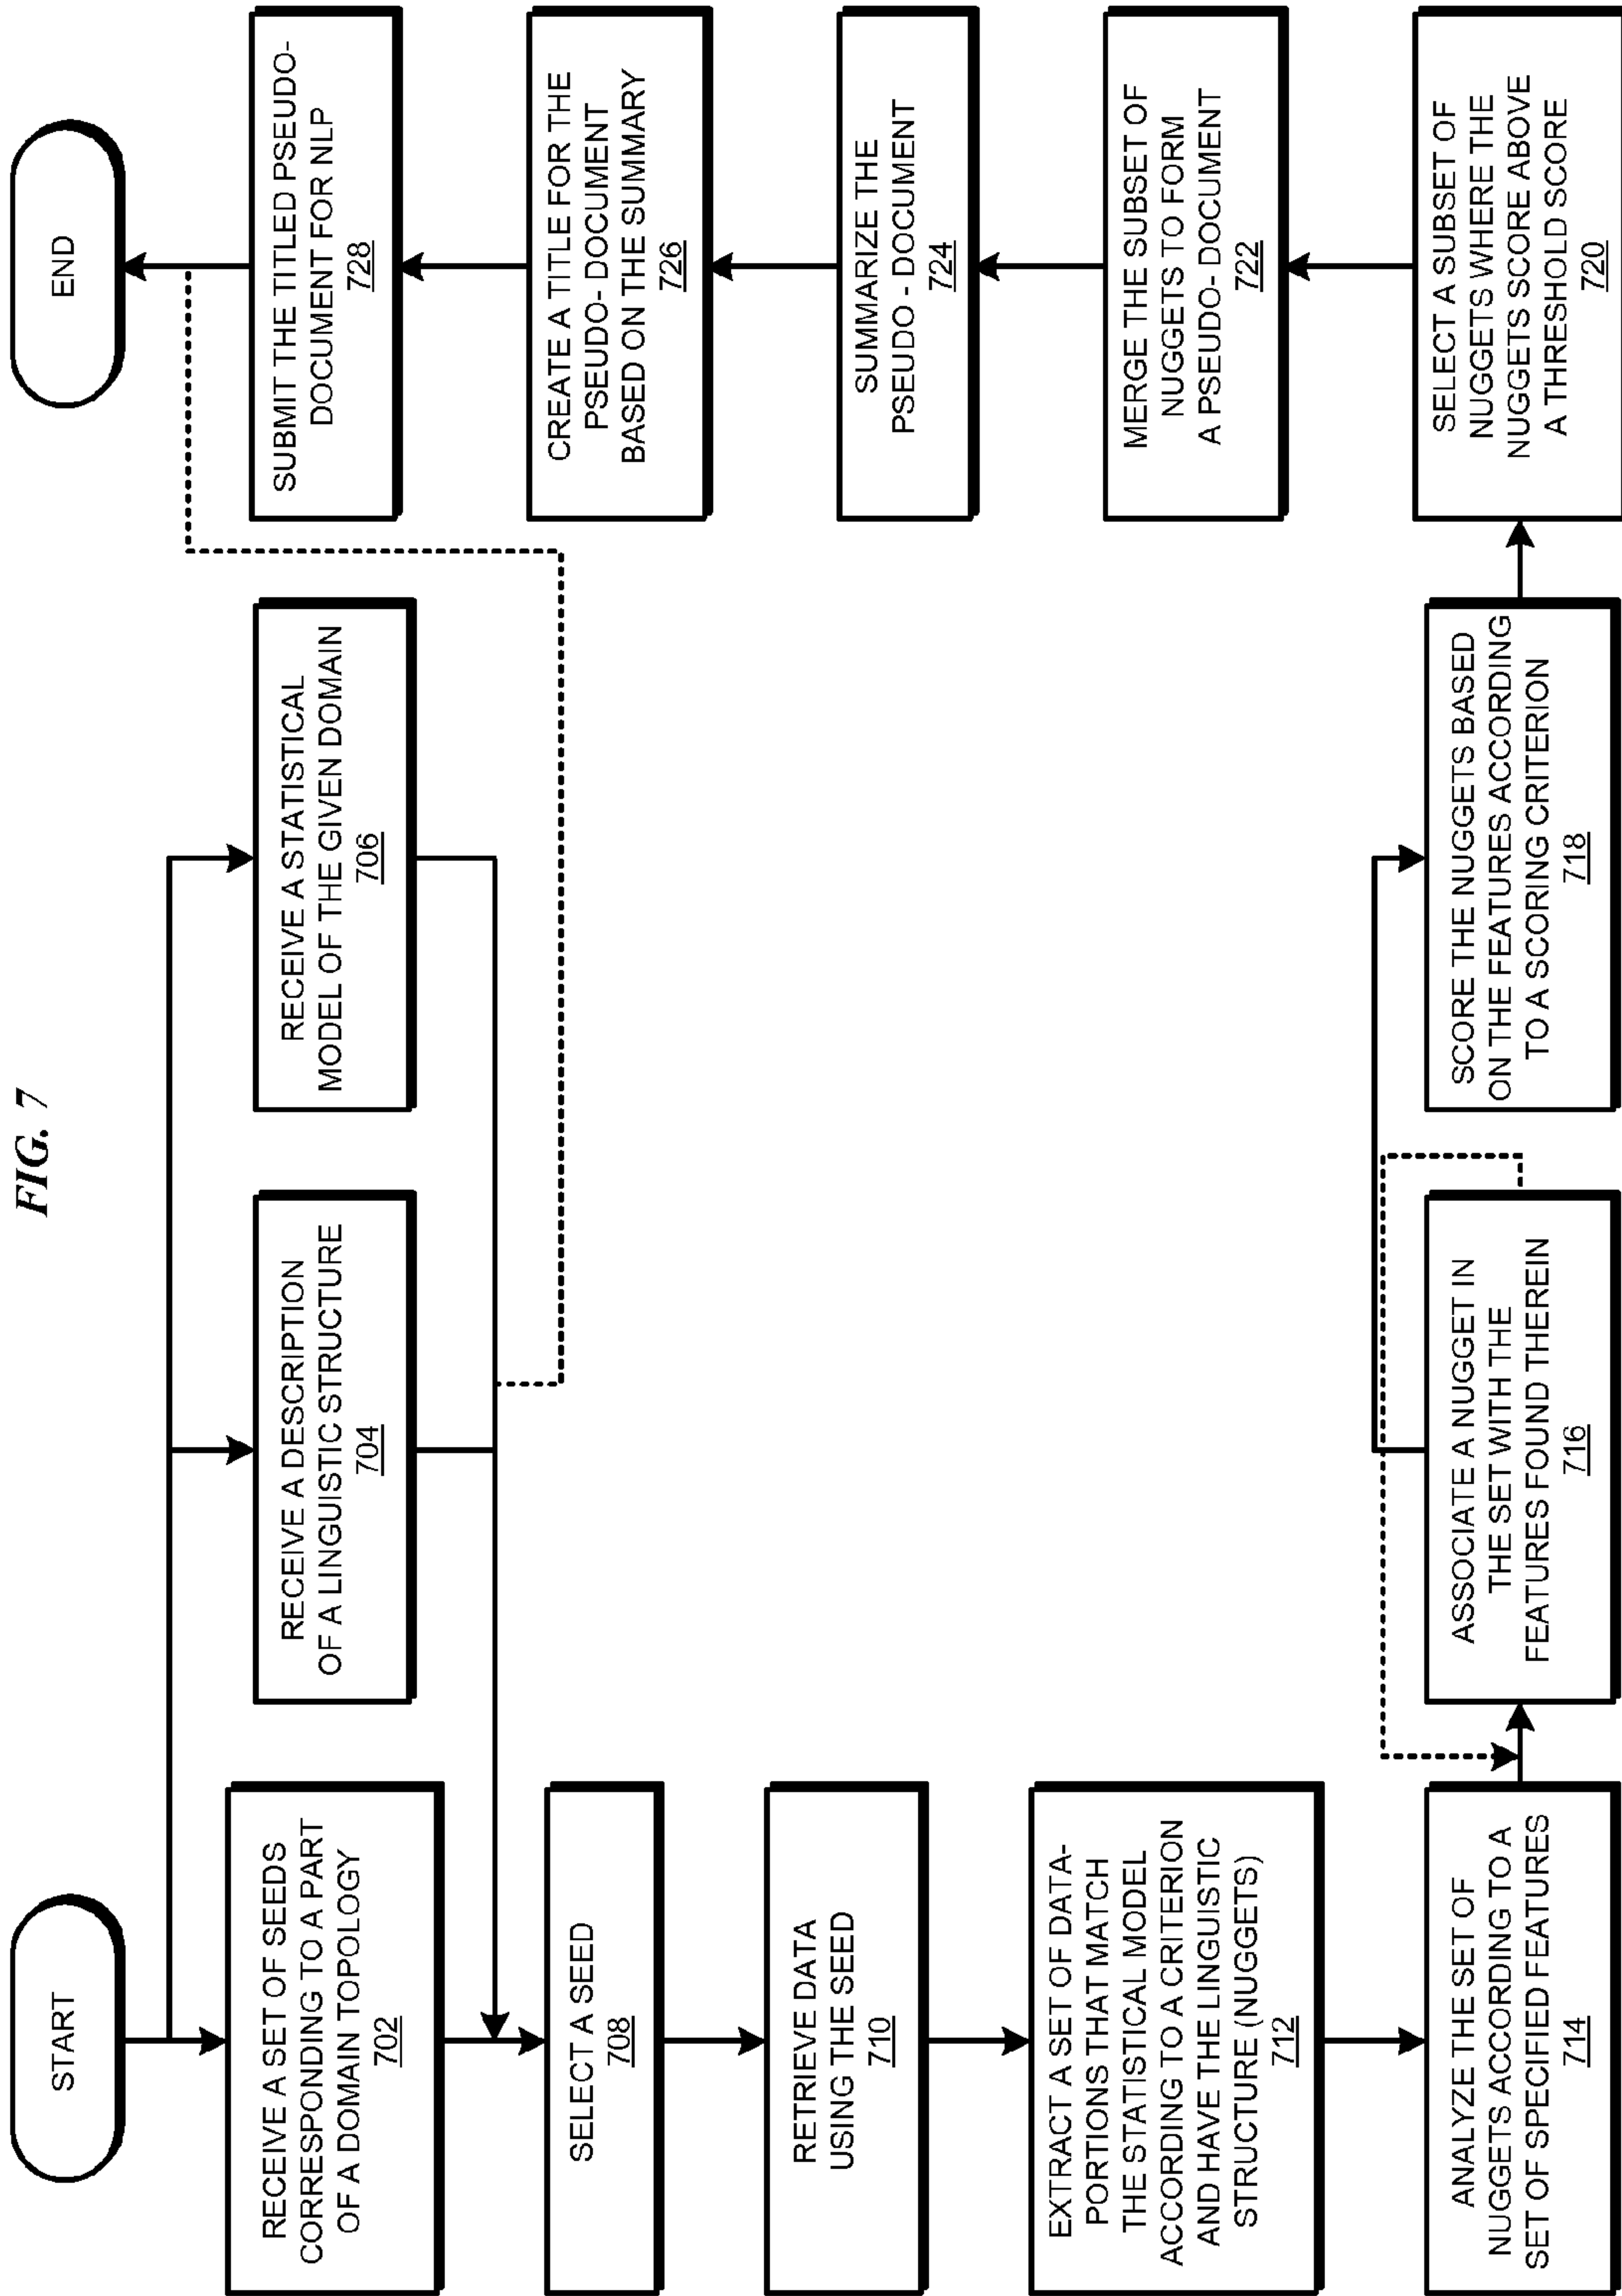 FIG. 7
START
RECEIVE A SET OF SEEDS
CORRESPONDING TO A PART
OF A DOMAIN TOPOLOGY
702
RECEIVE A DESCRIPTION
OF A LINGUISTIC STRUCTURE
704
RECEIVE A STATISTICAL
MODEL OF THE GIVEN DOMAIN
706
SELECT A SEED
708
RETRIEVE DATA
USING THE SEED
710
EXTRACT A SET OF DATA-
PORTIONS THAT MATCH
THE STATISTICAL MODEL
ACCORDING TO A CRITERION
AND HAVE THE LINGUISTIC
STRUCTURE (NUGGETS)
712
ANALYZE THE SET OF
NUGGETS ACCORDING TO A
SET OF SPECIFIED FEATURES
714
ASSOCIATE A NUGGET IN
THE SET WITH THE
FEATURES FOUND THEREIN
716
SCORE THE NUGGETS BASED
ON THE FEATURES ACCORDING
TO A SCORING CRITERION
718
SELECT A SUBSET OF
NUGGETS WHERE THE
NUGGETS SCORE ABOVE
A THRESHOLD SCORE
720
MERGE THE SUBSET OF
NUGGETS TO FORM
A PSEUDO- DOCUMENT
722
SUMMARIZE THE
PSEUDO - DOCUMENT
724
CREATE A TITLE FOR THE
PSEUDO- DOCUMENT
BASED ON THE SUMMARY
726
SUBMIT THE TITLED PSEUDO-
DOCUMENT FOR NLP
728
END